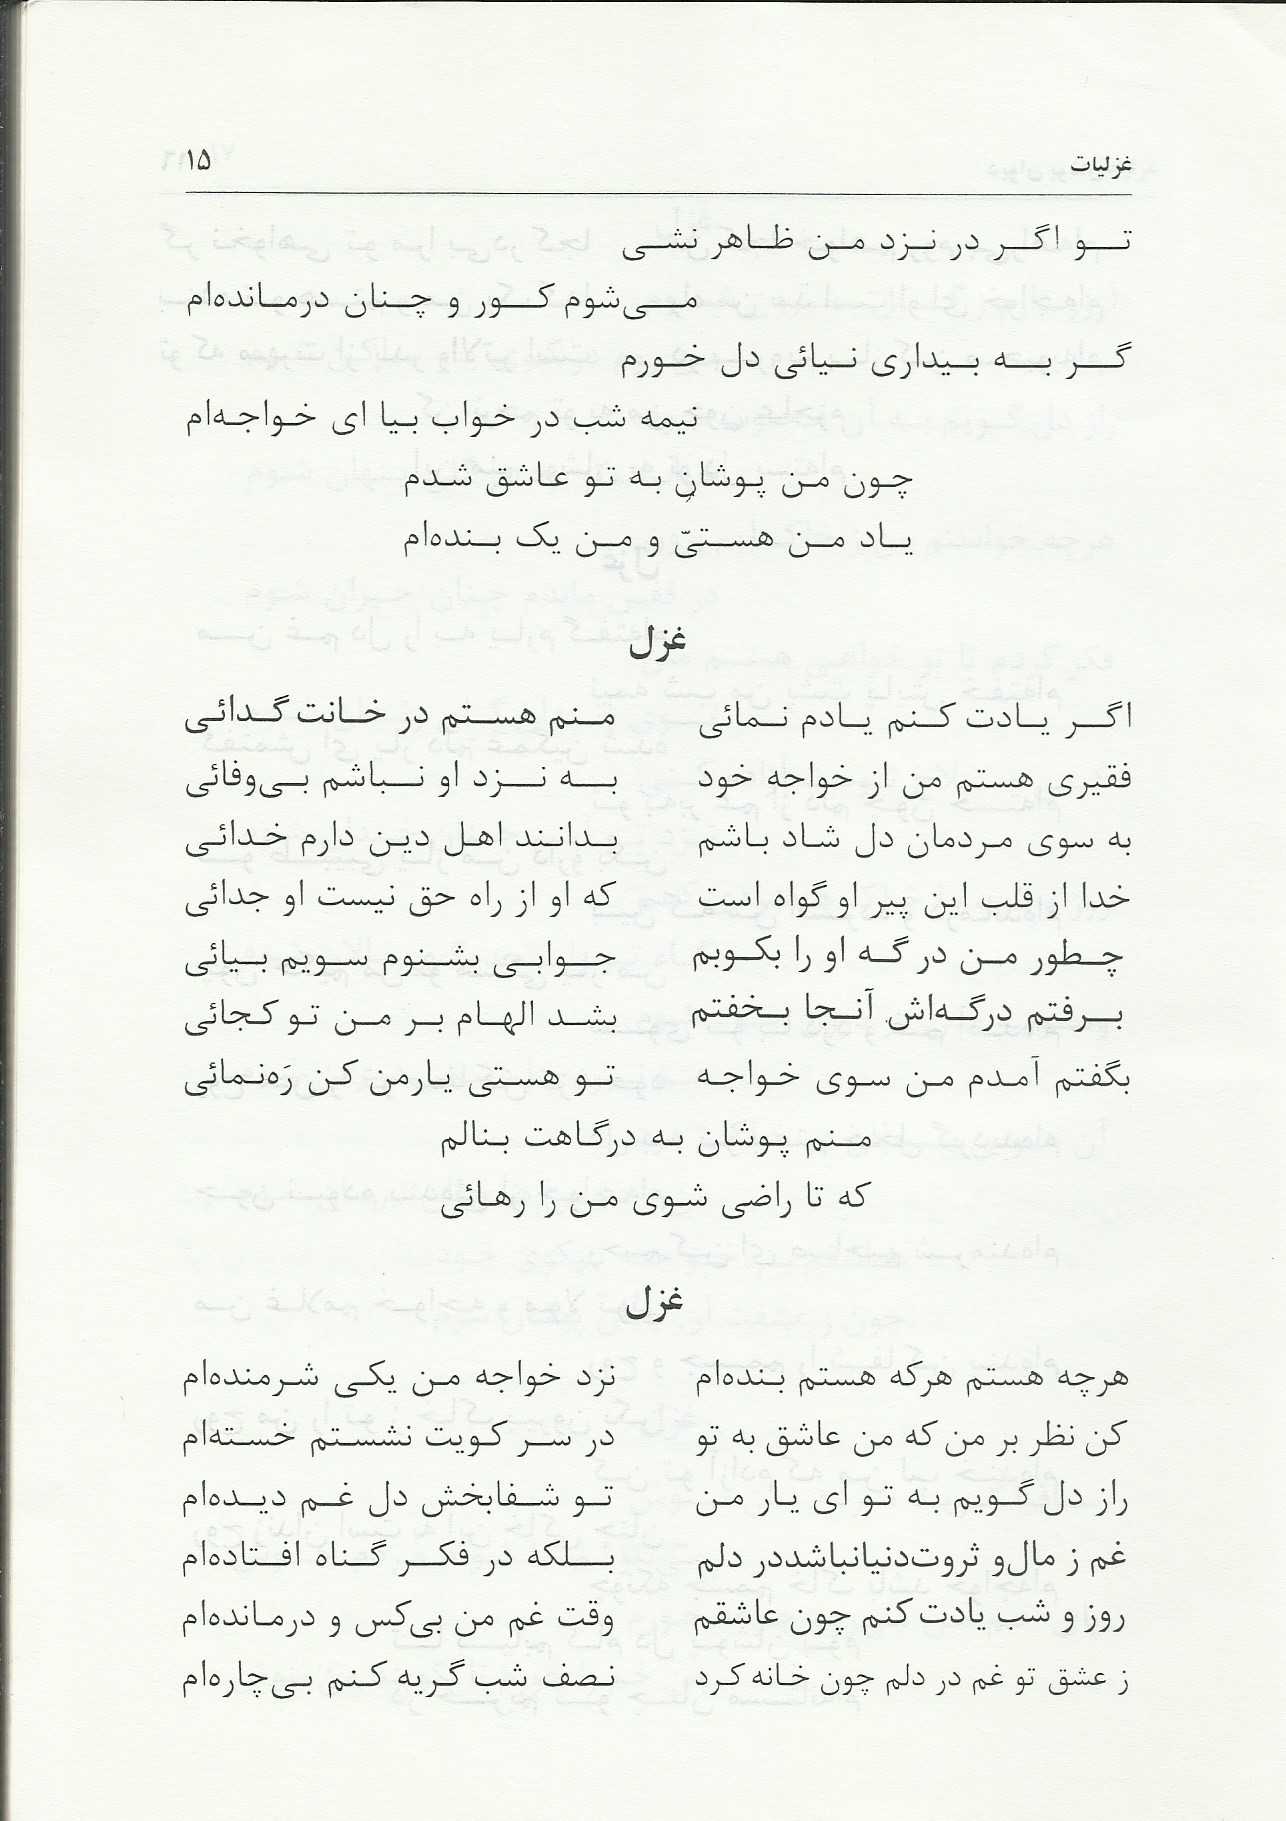 غزلیات ۱۵
تو اگر در نزد من ظاهر نشی
می‌شوم کور و چنان درمانده‌ام
گر به بیداری نیائی دل خورم
نیمه شب در خواب بیا ای خواجه‌ام
چون من پوشانِ به تو عاشق شدم
یاد من هستیّ و من یک بنده‌ام
غزل
اگر یادت کنم یادم نمائی منم هستم در خانت گدائی
فقیری هستم من از خواجه خود به نزد او نباشم بی‌وفائی
به سوی مردمان دل شاد باشم بدانند اهل دین دارم خدائی
خدا از قلب این پیر او گواه است که او از راه حق نیست او جدائی
چطور من درگه او را بکوبم جوابی بشنوم سویم بیائی
برفتم درگه‌اش آنجا بخفتم بشد الهام بر من تو کجائی
بگفتم آمدم من سوی خواجه تو هستی یارمن کن رَه‌نمائی
منم پوشان به درگاهت بنالم
که تا راضی شوی من را رهائی
غزل
هرچه هستم هرکه هستم بنده‌ام نزد خواجه من یکی شرمنده‌ام
کن نظر بر من که من عاشق به تو در سر کویت نشستم خسته‌ام
راز دل گویم به تو ای یار من تو شفابخش دل غم دیده‌ام
غم ز مال‌و ثروت‌دنیانباشددر دلم بلکه در فکر گناه افتاده‌ام
روز و شب یادت کنم چون عاشقم وقت غم من بی‌کس و درمانده‌ام
ز عشق تو غم در دلم چون خانه کرد نصف شب گریه کنم بی‌چاره‌ام